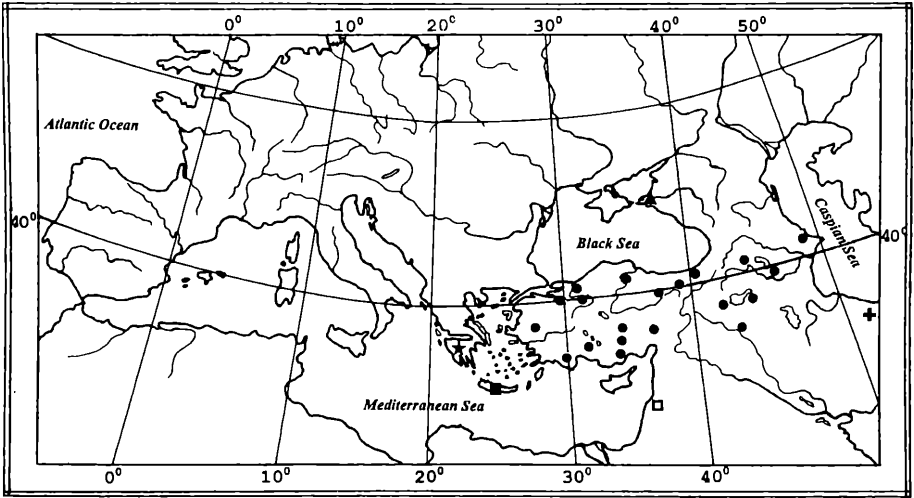 0° 10° 20° 30° 40° 50°
Atlantic Ocean
40° 40°
Caspian Sea
Black Sea
Mediterranean Sea
0° 10° 20° 30° 40°